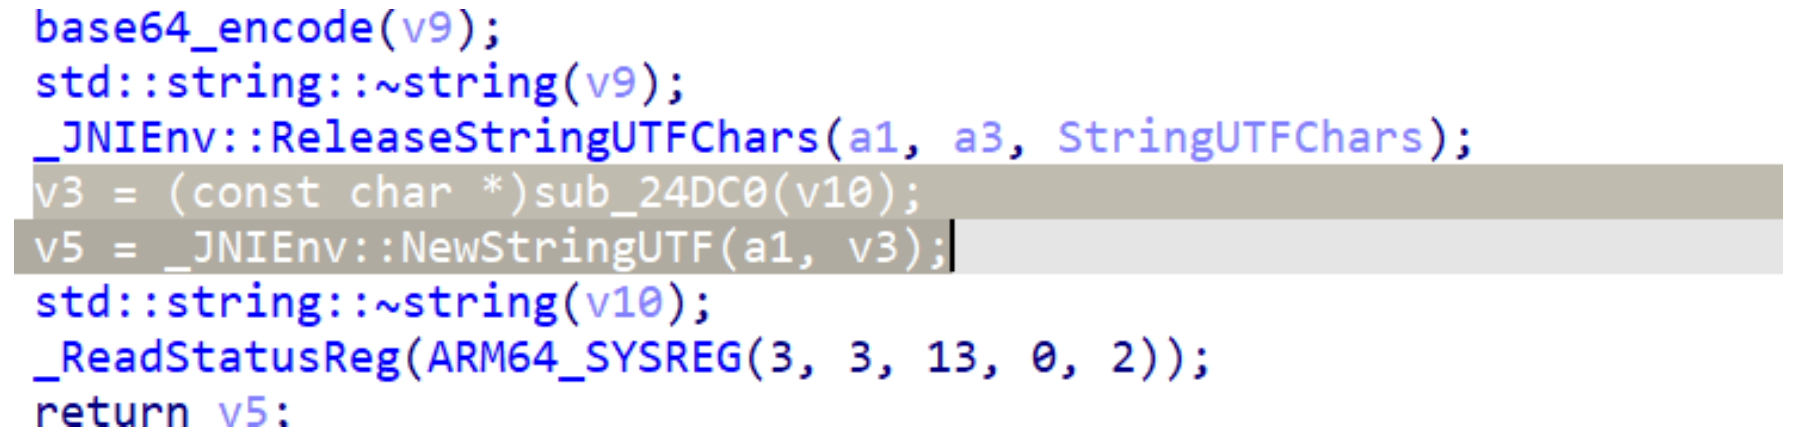 base64_encode(v9);
std::string::~string(v9);
_JNIEnv::ReleaseStringUTFChars(a1, a3, StringUTFChars);
v3 = (const char *)sub_24DC0(v10);
v5 = _JNIEnv::NewStringUTF(a1, v3);
std::string::~string(v10);
_ReadStatusReg(ARM64_SYSREG(3, 3, 13, 0, 2));
return v5;